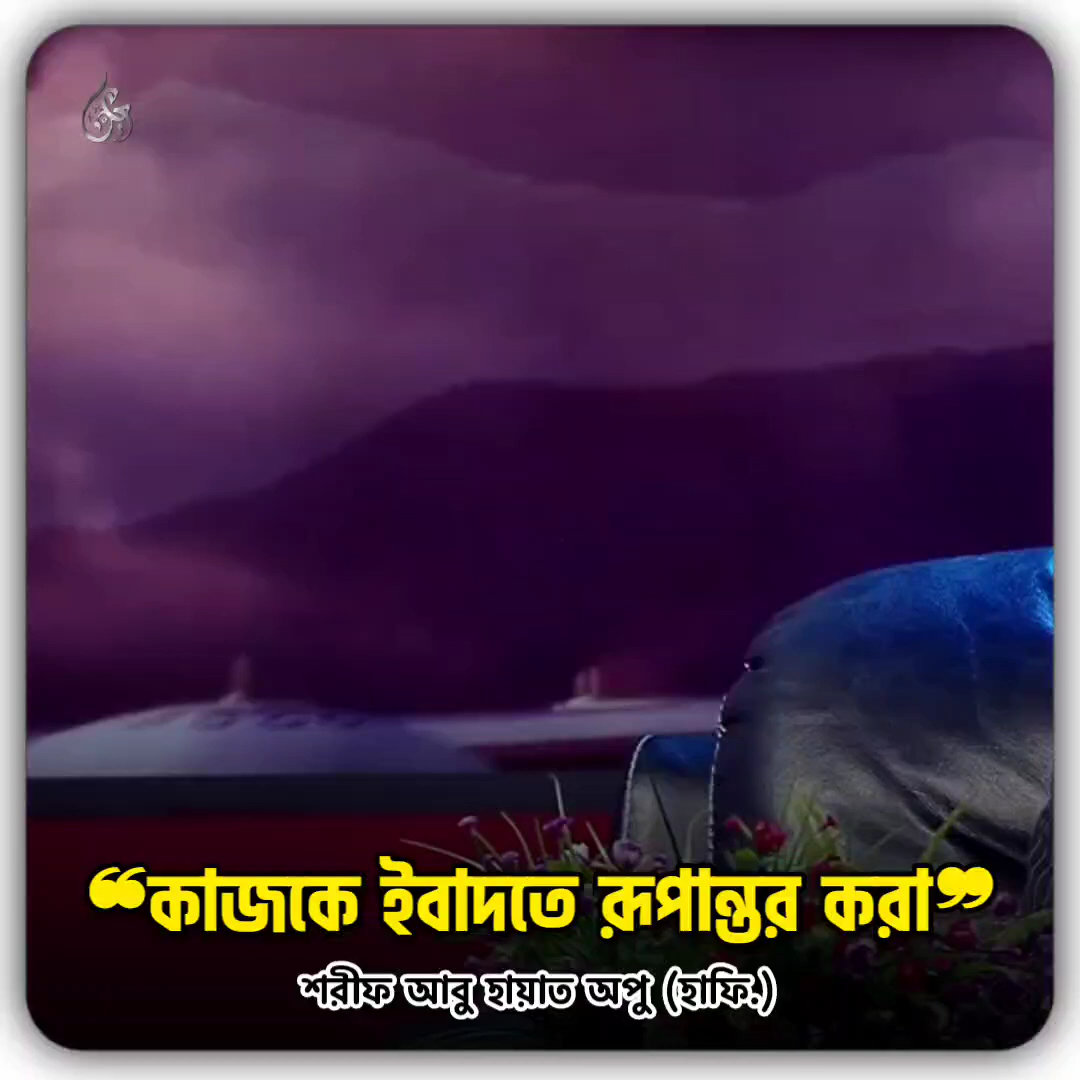 “কাজকে ইবাদতে রূপান্তর করা”
শরীফ আবু হায়াত অপু (হাফি.)